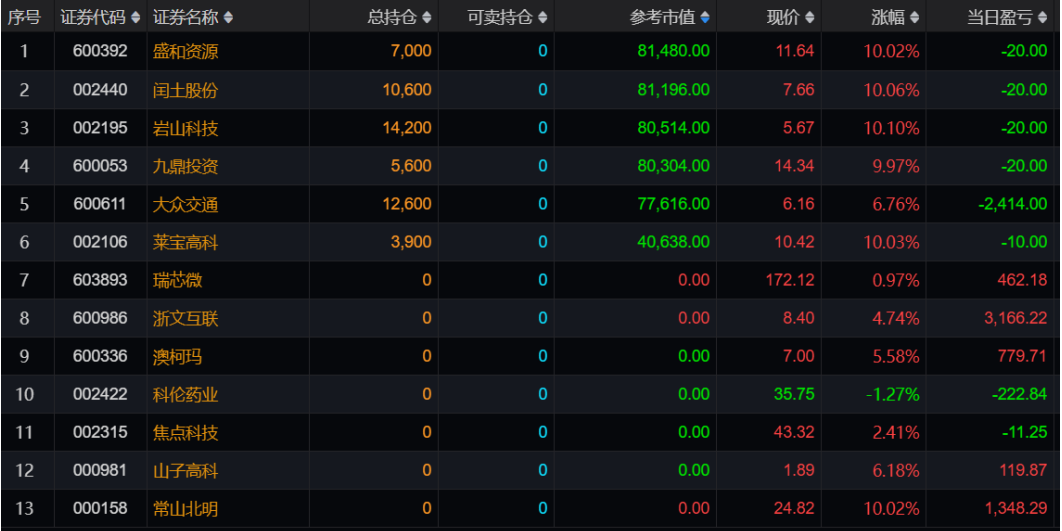 序号 证券代码 证券名称 总持仓 可卖持仓 参考市值 现价 涨幅 当日盈亏
1 600392 盛和资源 7,000 0 81,480.00 11.64 10.02% -20.00
2 002440 闰土股份 10,600 0 81,196.00 7.66 10.06% -20.00
3 002195 岩山科技 14,200 0 80,514.00 5.67 10.10% -20.00
4 600053 九鼎投资 5,600 0 80,304.00 14.34 9.97% -20.00
5 600611 大众交通 12,600 0 77,616.00 6.16 6.76% -2,414.00
6 002106 莱宝高科 3,900 0 40,638.00 10.42 10.03% -10.00
7 603893 瑞芯微 0 0 0.00 172.12 0.97% 462.18
8 600986 浙文互联 0 0 0.00 8.40 4.74% 3,166.22
9 600336 澳柯玛 0 0 0.00 7.00 5.58% 779.71
10 002422 科伦药业 0 0 0.00 35.75 -1.27% -222.84
11 002315 焦点科技 0 0 0.00 43.32 2.41% -11.25
12 000981 山子高科 0 0 0.00 1.89 6.18% 119.87
13 000158 常山北明 0 0 0.00 24.82 10.02% 1,348.29